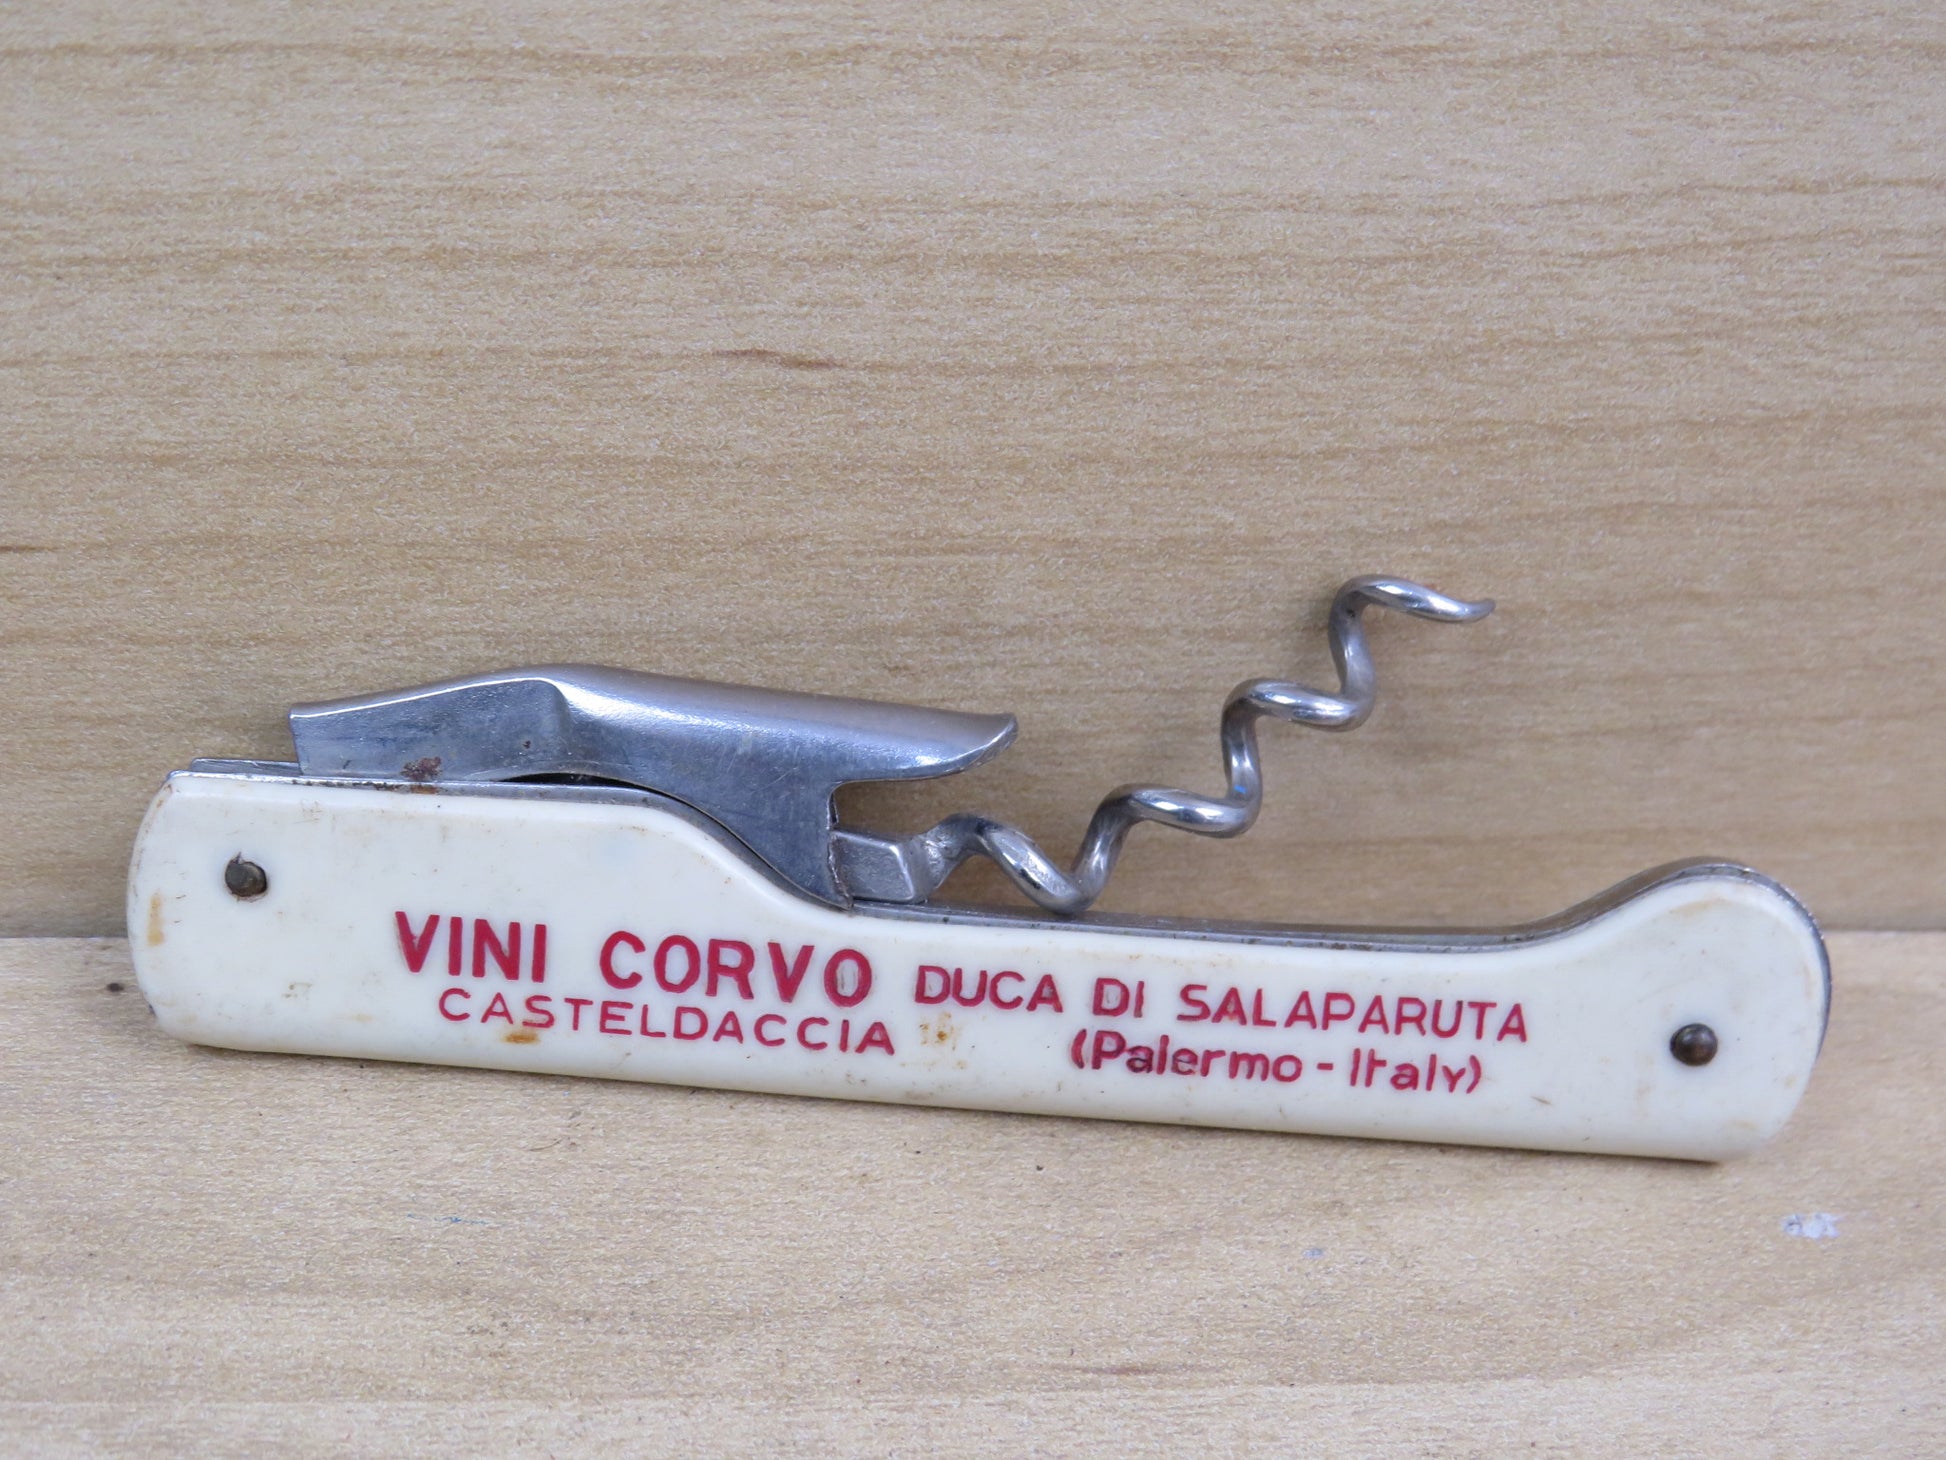 VINI CORVO DUCA DI SALAPARUTA
CASTELDACCIA (Palermo - Italy)